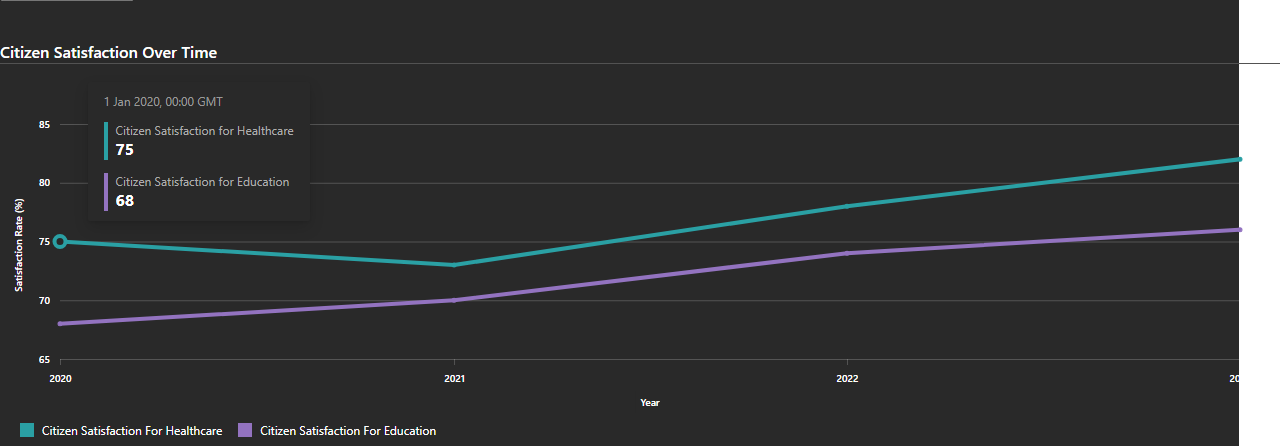 Citizen Satisfaction Over Time
1 Jan 2020, 00:00 GMT
Citizen Satisfaction for Healthcare
75
Citizen Satisfaction for Education
68
85
80
75
70
65
Satisfaction Rate (%)
2020
2021
2022
20
Year
Citizen Satisfaction For Healthcare
Citizen Satisfaction For Education